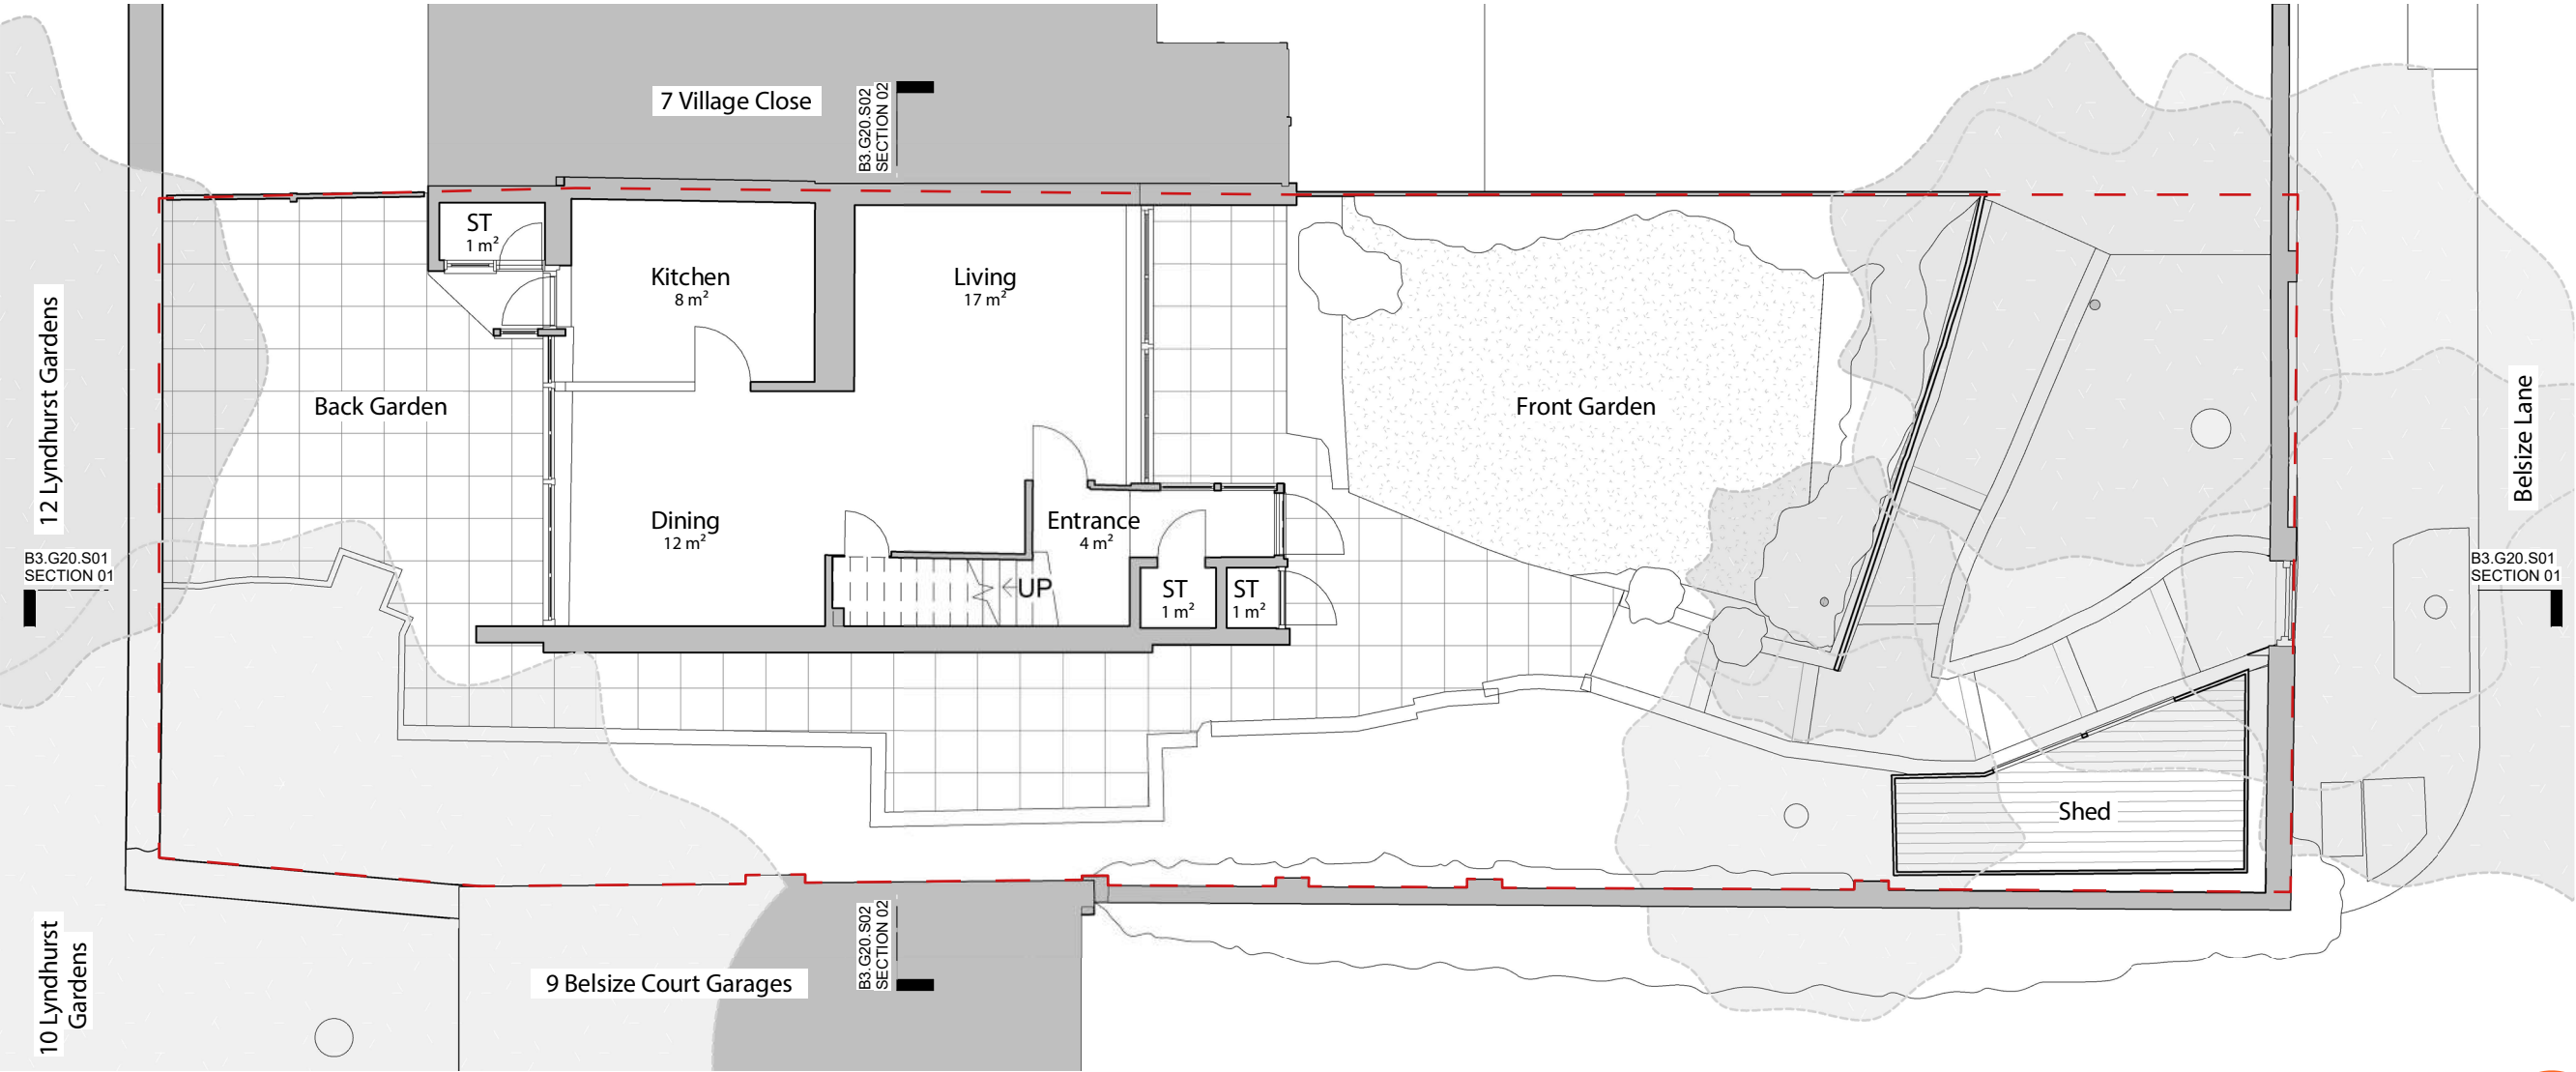 7 Village Close
B3.G20.S02
SECTION 02
ST
1 m²
Kitchen
8 m²
Living
17 m²
12 Lyndhurst Gardens
Back Garden
Front Garden
Belsize Lane
Dining
12 m²
Entrance
4 m²
B3.G20.S01
SECTION 01
B3.G20.S01
SECTION 01
UP
ST
1 m²
ST
1 m²
Shed
10 Lyndhurst
Gardens
9 Belsize Court Garages
B3.G20.S02
SECTION 02